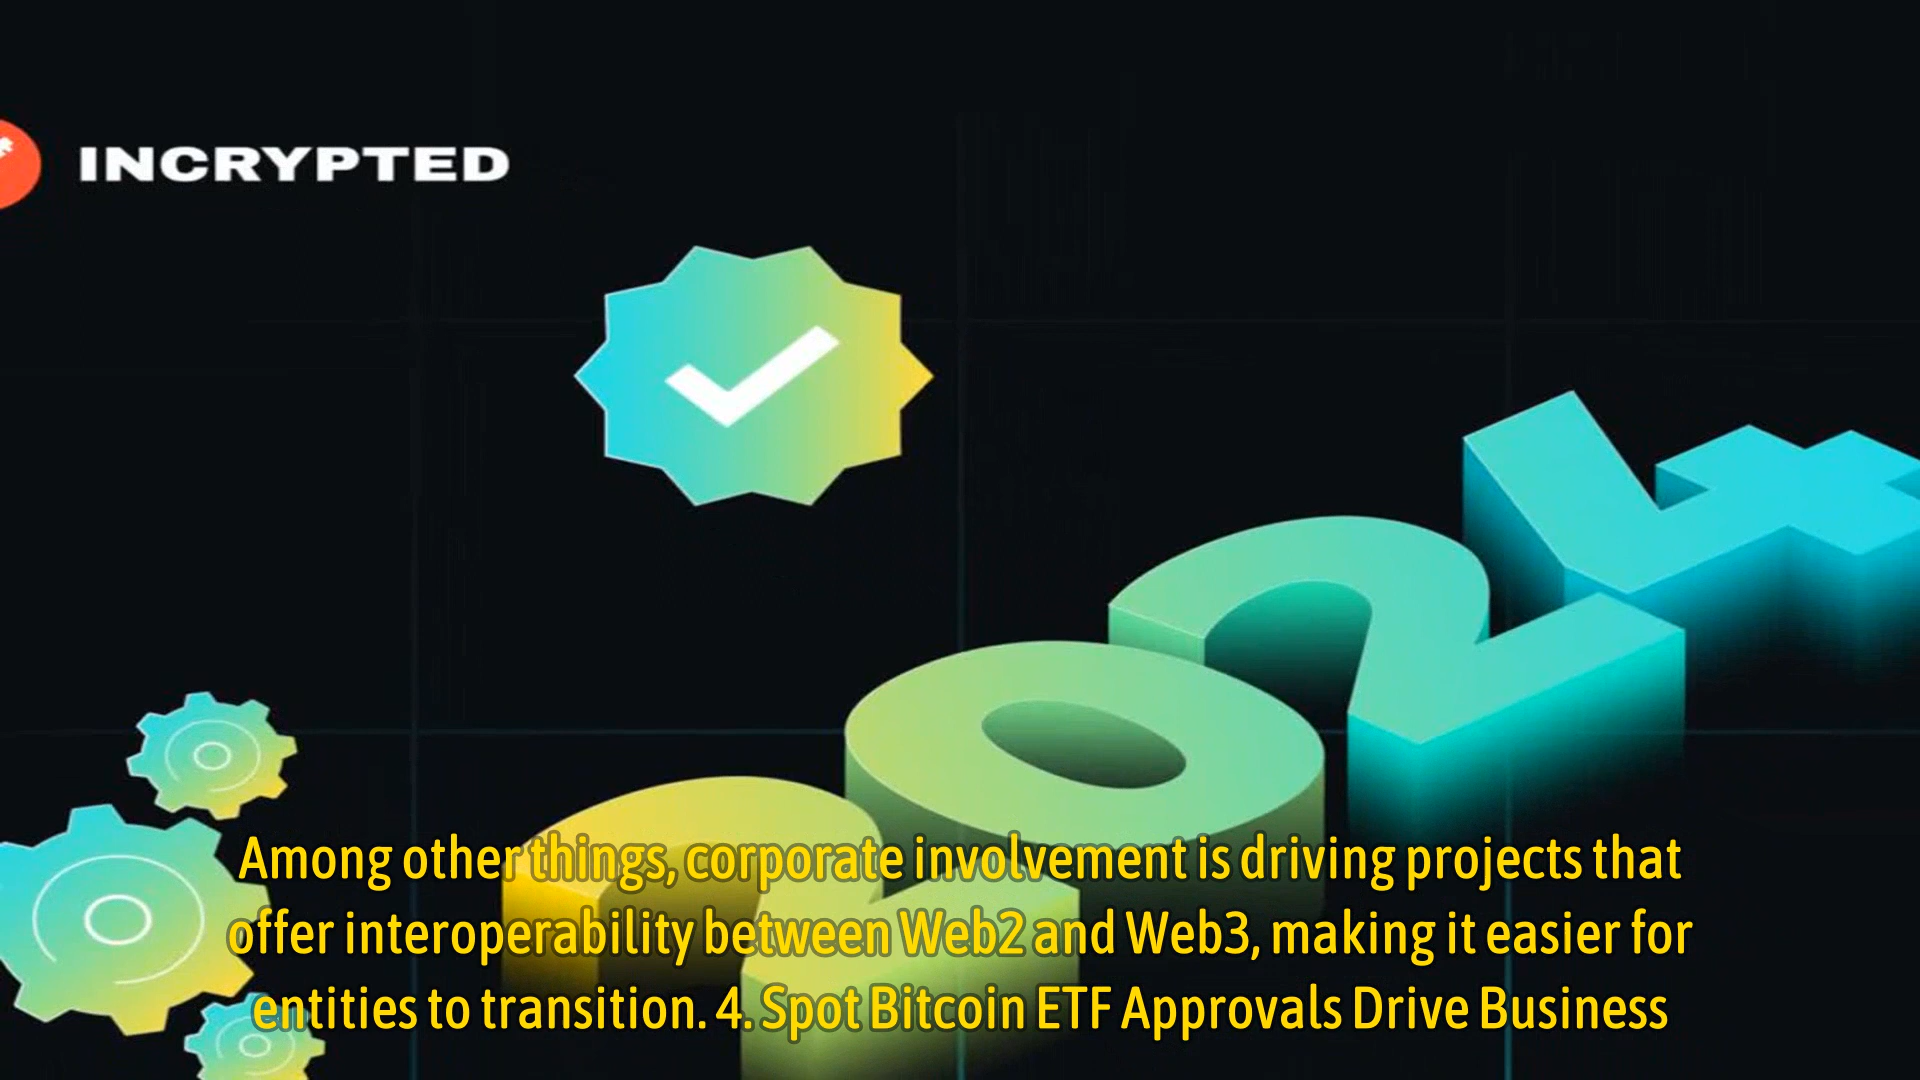 INCRYPTED
2024
Among other things, corporate involvement is driving projects that
offer interoperability between Web2 and Web3, making it easier for
entities to transition. 4. Spot Bitcoin ETF Approvals Drive Business